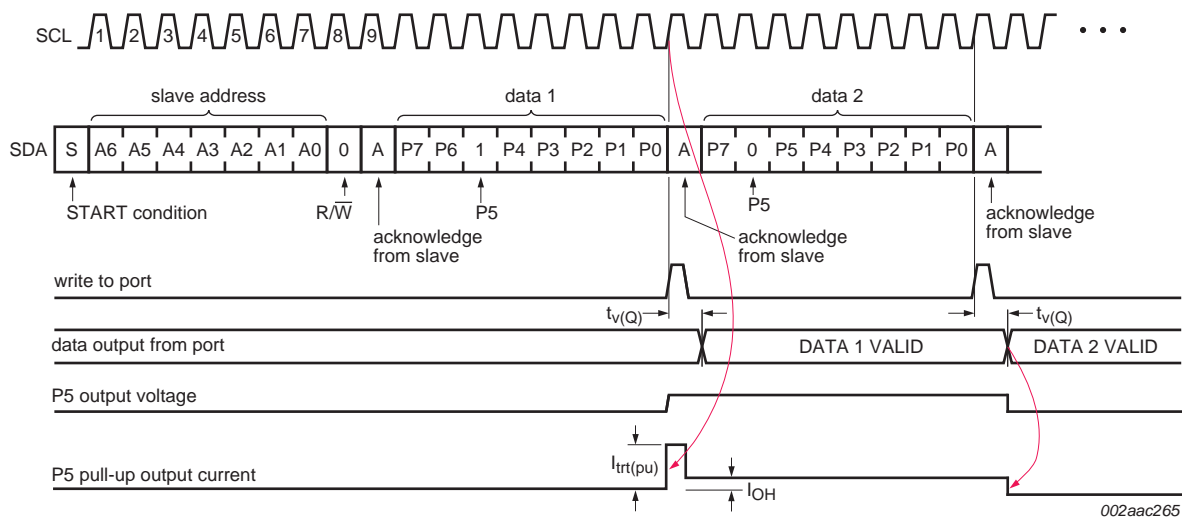 SCL 1 2 3 4 5 6 7 8 9
slave address data 1 data 2
SDA S A6 A5 A4 A3 A2 A1 A0 0 A P7 P6 1 P4 P3 P2 P1 P0 A P7 0 P5 P4 P3 P2 P1 P0 A
START condition R/W̅ P5 P5
acknowledge
from slave
acknowledge
from slave
acknowledge
from slave
write to port
tv(Q) tv(Q)
data output from port DATA 1 VALID DATA 2 VALID
P5 output voltage
P5 pull-up output current Itrt(pu)
IOH
002aac265